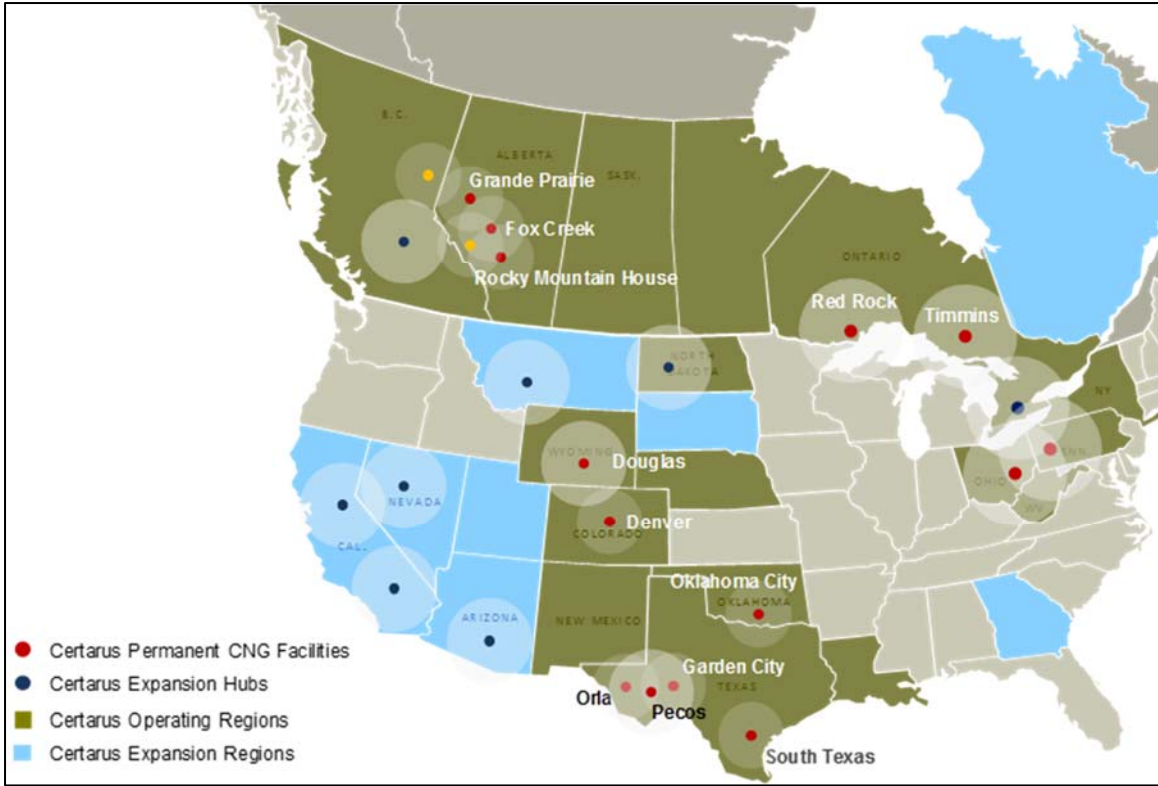 B.C.
ALBERTA
SASK.
Grande Prairie
Fox Creek
Rocky Mountain House
ONTARIO
Red Rock
Timmins
NORTH
DAKOTA
NY
WYOMING
Douglas
PENN.
OHIO
WV
NEVADA
Denver
COLORADO
CAL.
Oklahoma City
OKLAHOMA
ARIZONA
NEW MEXICO
Garden City
TEXAS
Orla
Pecos
South Texas
Certarus Permanent CNG Facilities
Certarus Expansion Hubs
Certarus Operating Regions
Certarus Expansion Regions